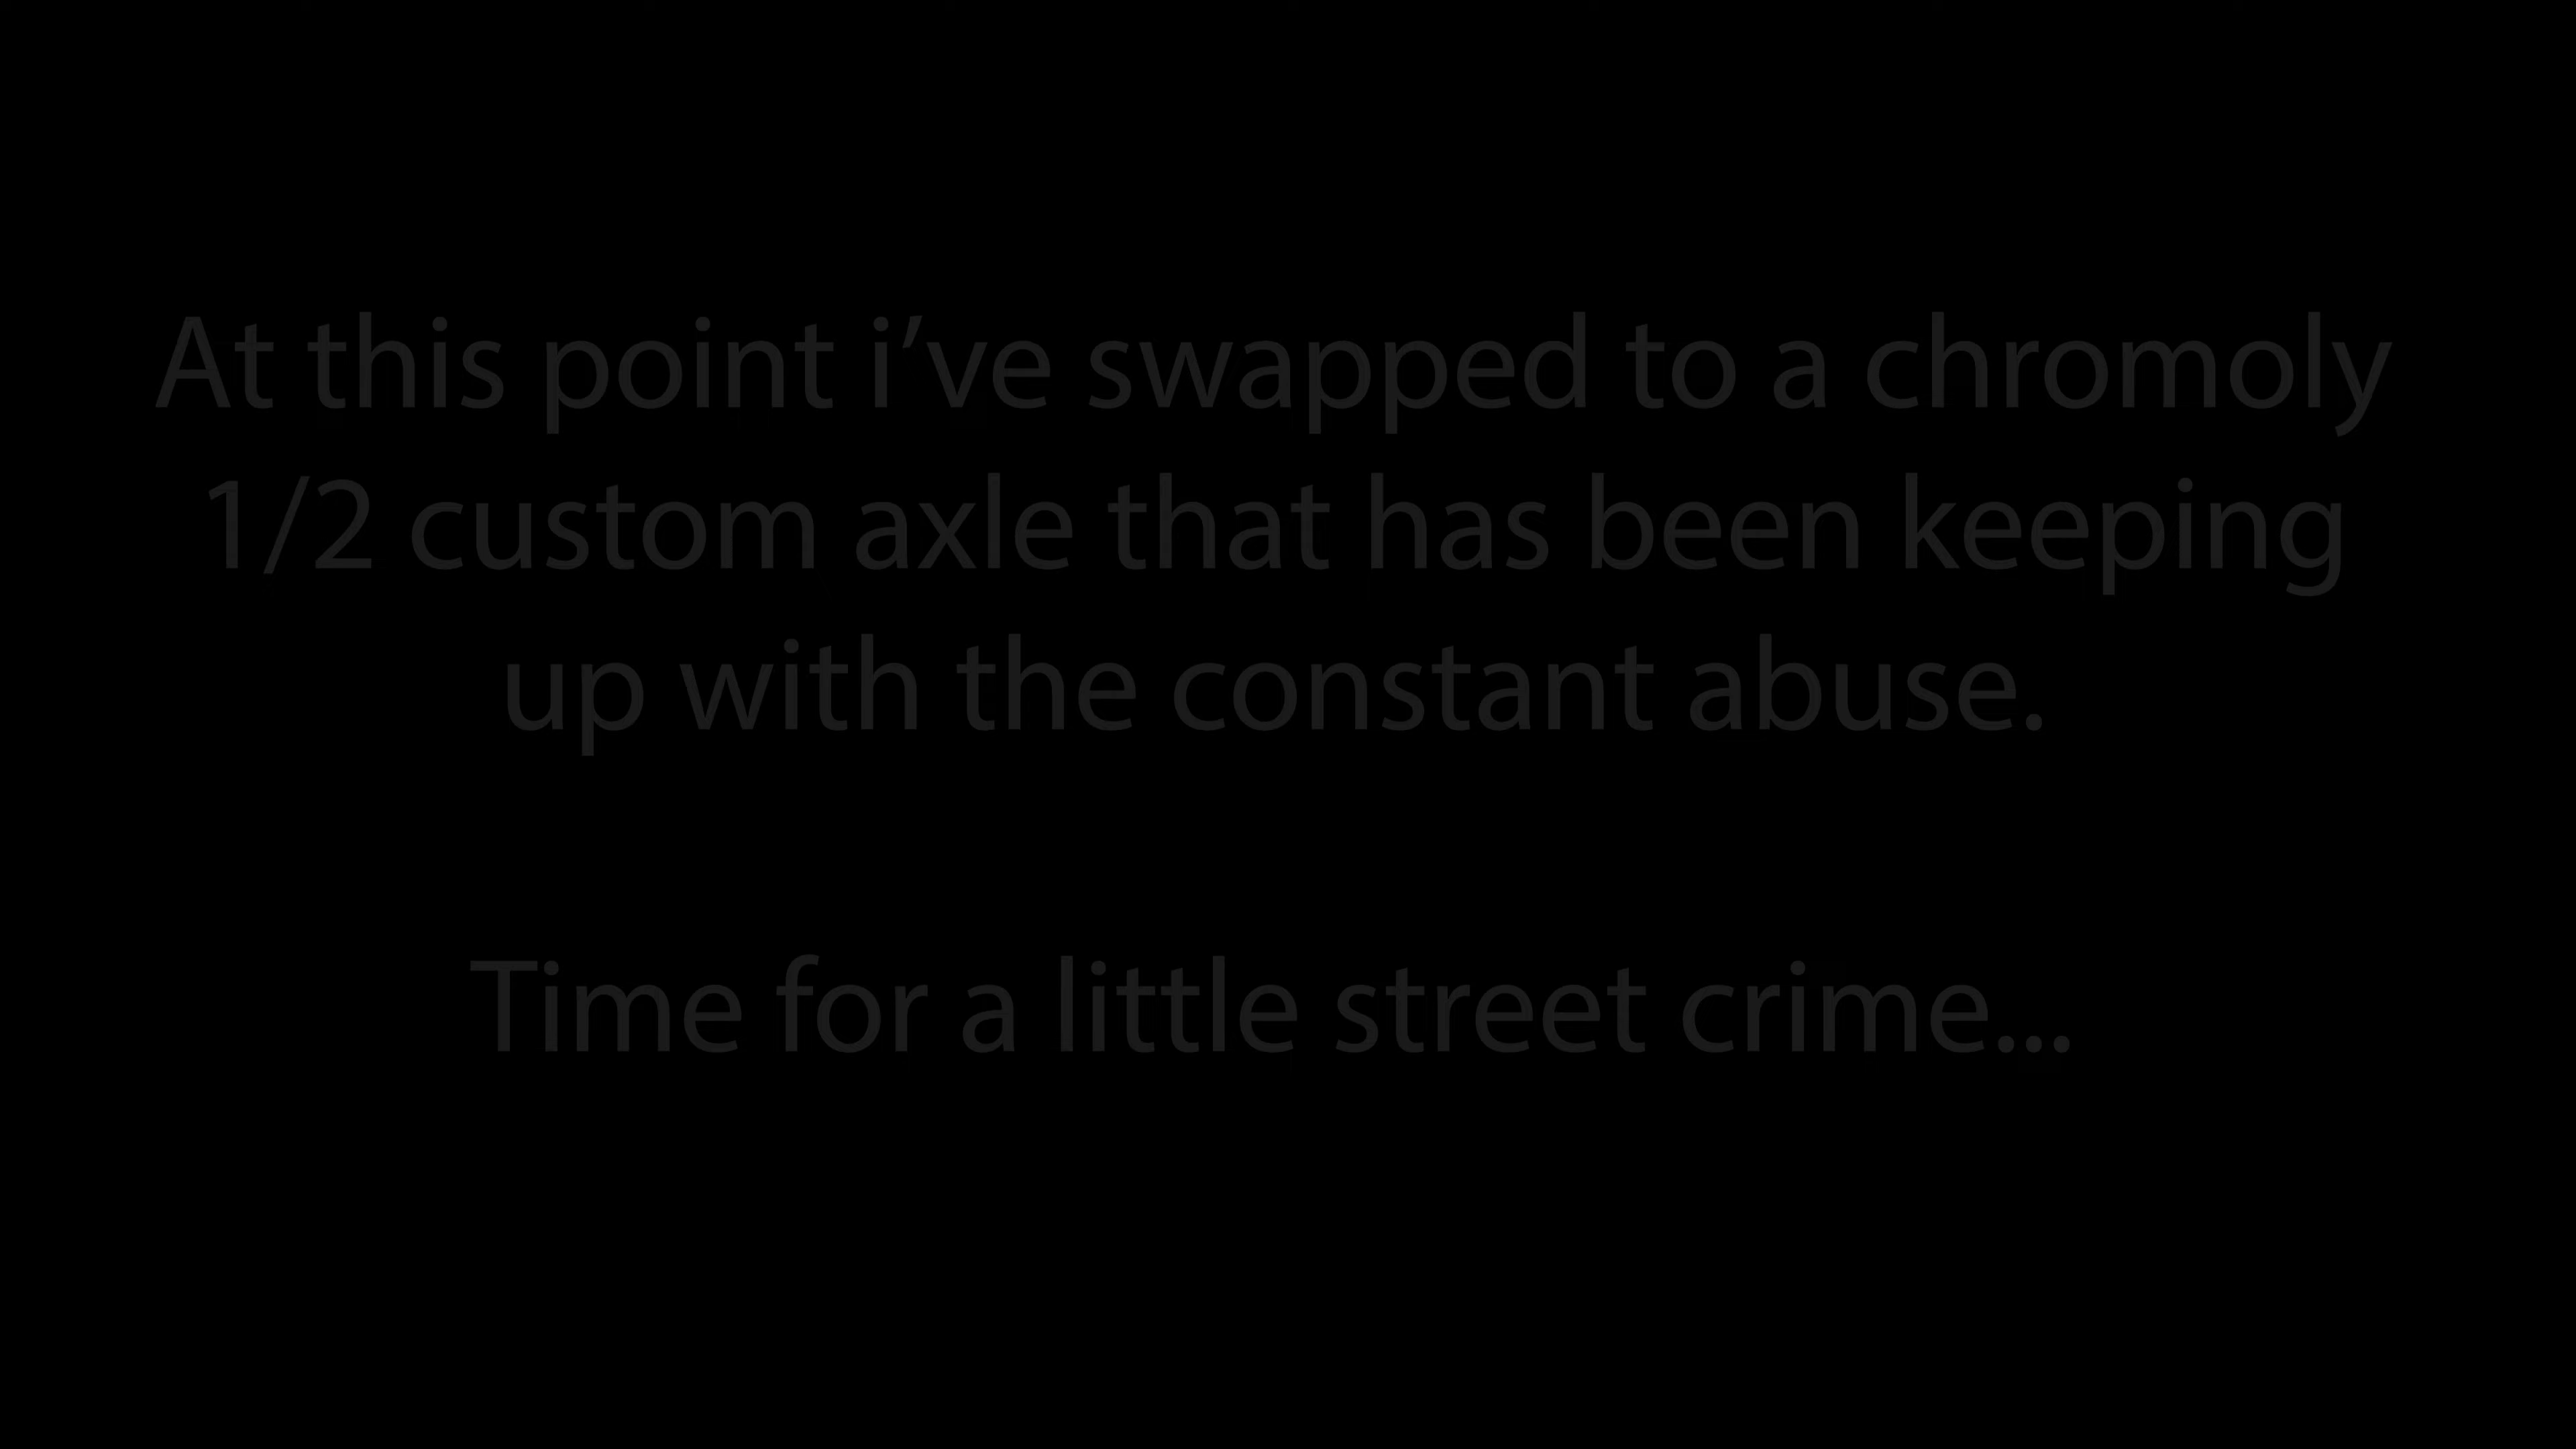 At this point i’ve swapped to a chromoly
1/2 custom axle that has been keeping
up with the constant abuse.
Time for a little street crime...